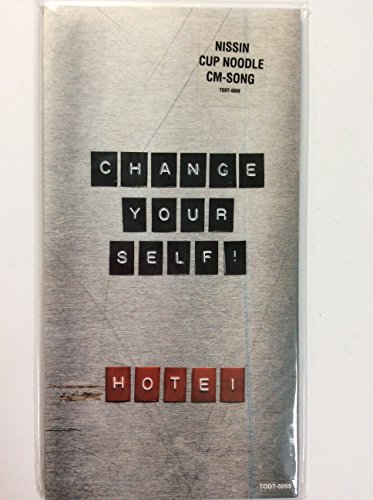 NISSIN
CUP NOODLE
CM-SONG
TODT-5055
CHANGE
YOUR
SELF!
HOTEI
TODT-5055